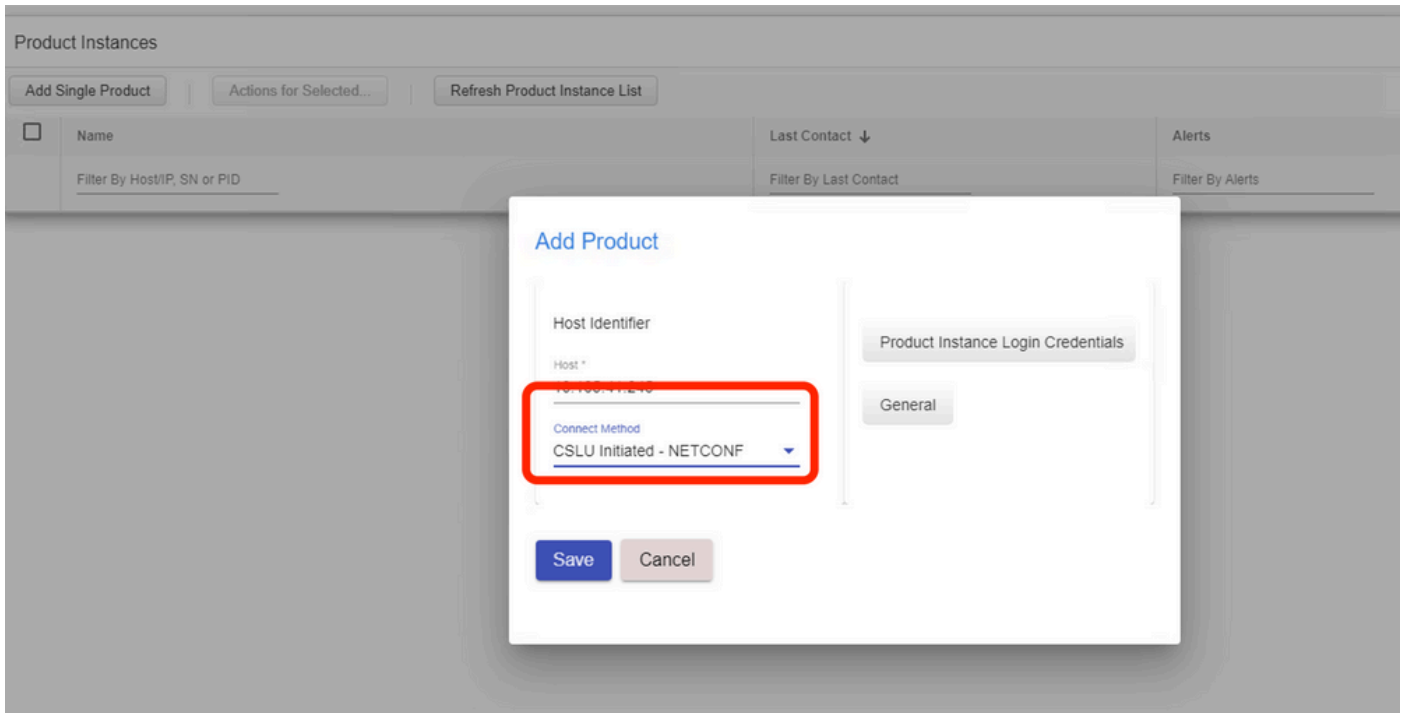 Product Instances
Add Single Product
Actions for Selected...
Refresh Product Instance List
Name
Last Contact
Alerts
Filter By Host/IP, SN or PID
Filter By Last Contact
Filter By Alerts
Add Product
Host Identifier
Host *
Connect Method
CSLU Initiated - NETCONF
Product Instance Login Credentials
General
Save
Cancel